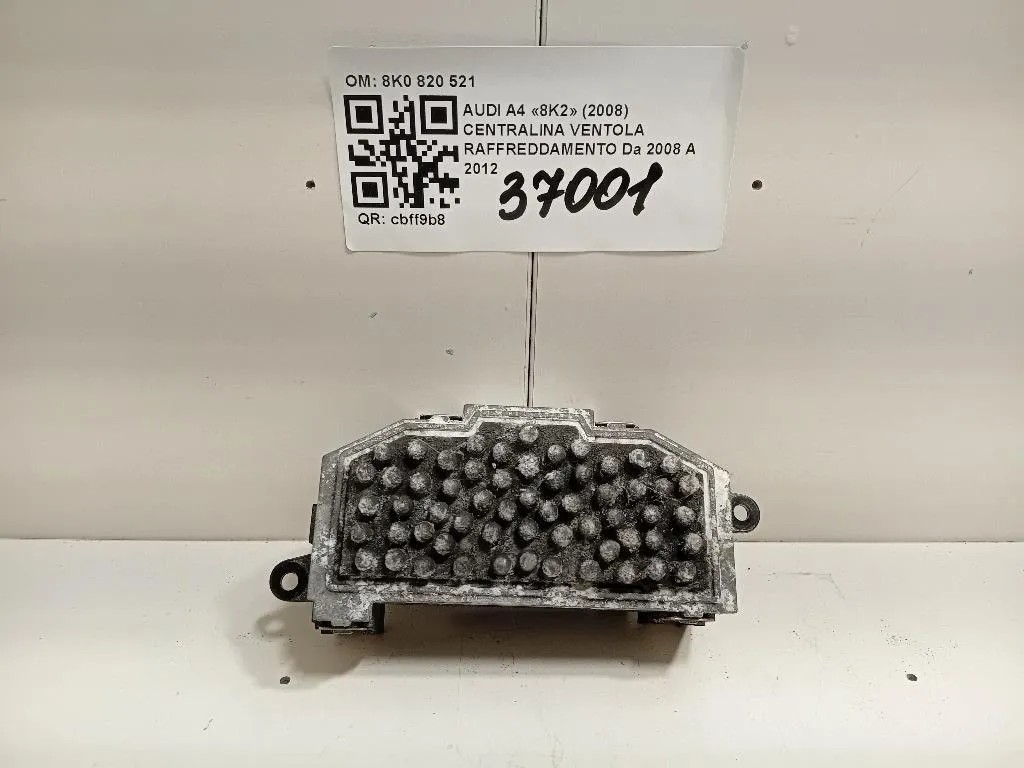 OM: 8K0 820 521
AUDI A4 «8K2» (2008)
CENTRALINA VENTOLA
RAFFREDDAMENTO Da 2008 A
2012
37001
QR: cbff9b8